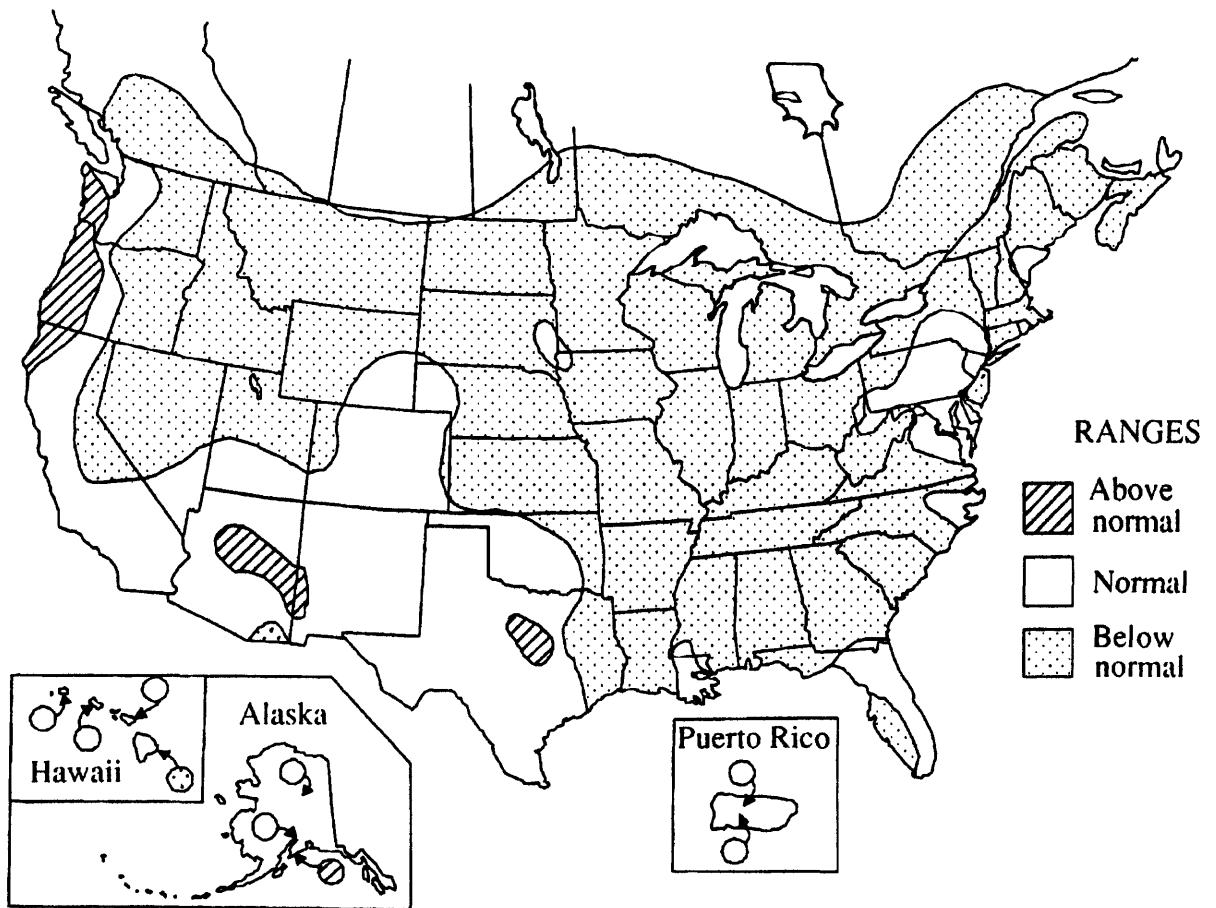 RANGES
Above
normal
Normal
Below
normal
Alaska
Hawaii
Puerto Rico